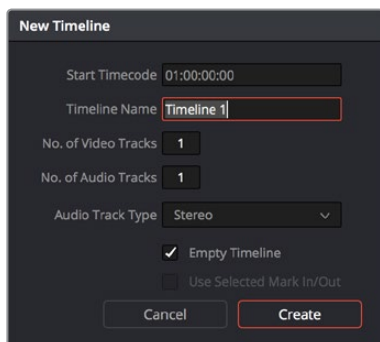 New Timeline
Start Timecode 01:00:00:00
Timeline Name Timeline 1
No. of Video Tracks 1
No. of Audio Tracks 1
Audio Track Type Stereo
Empty Timeline
Use Selected Mark In/Out
Cancel Create